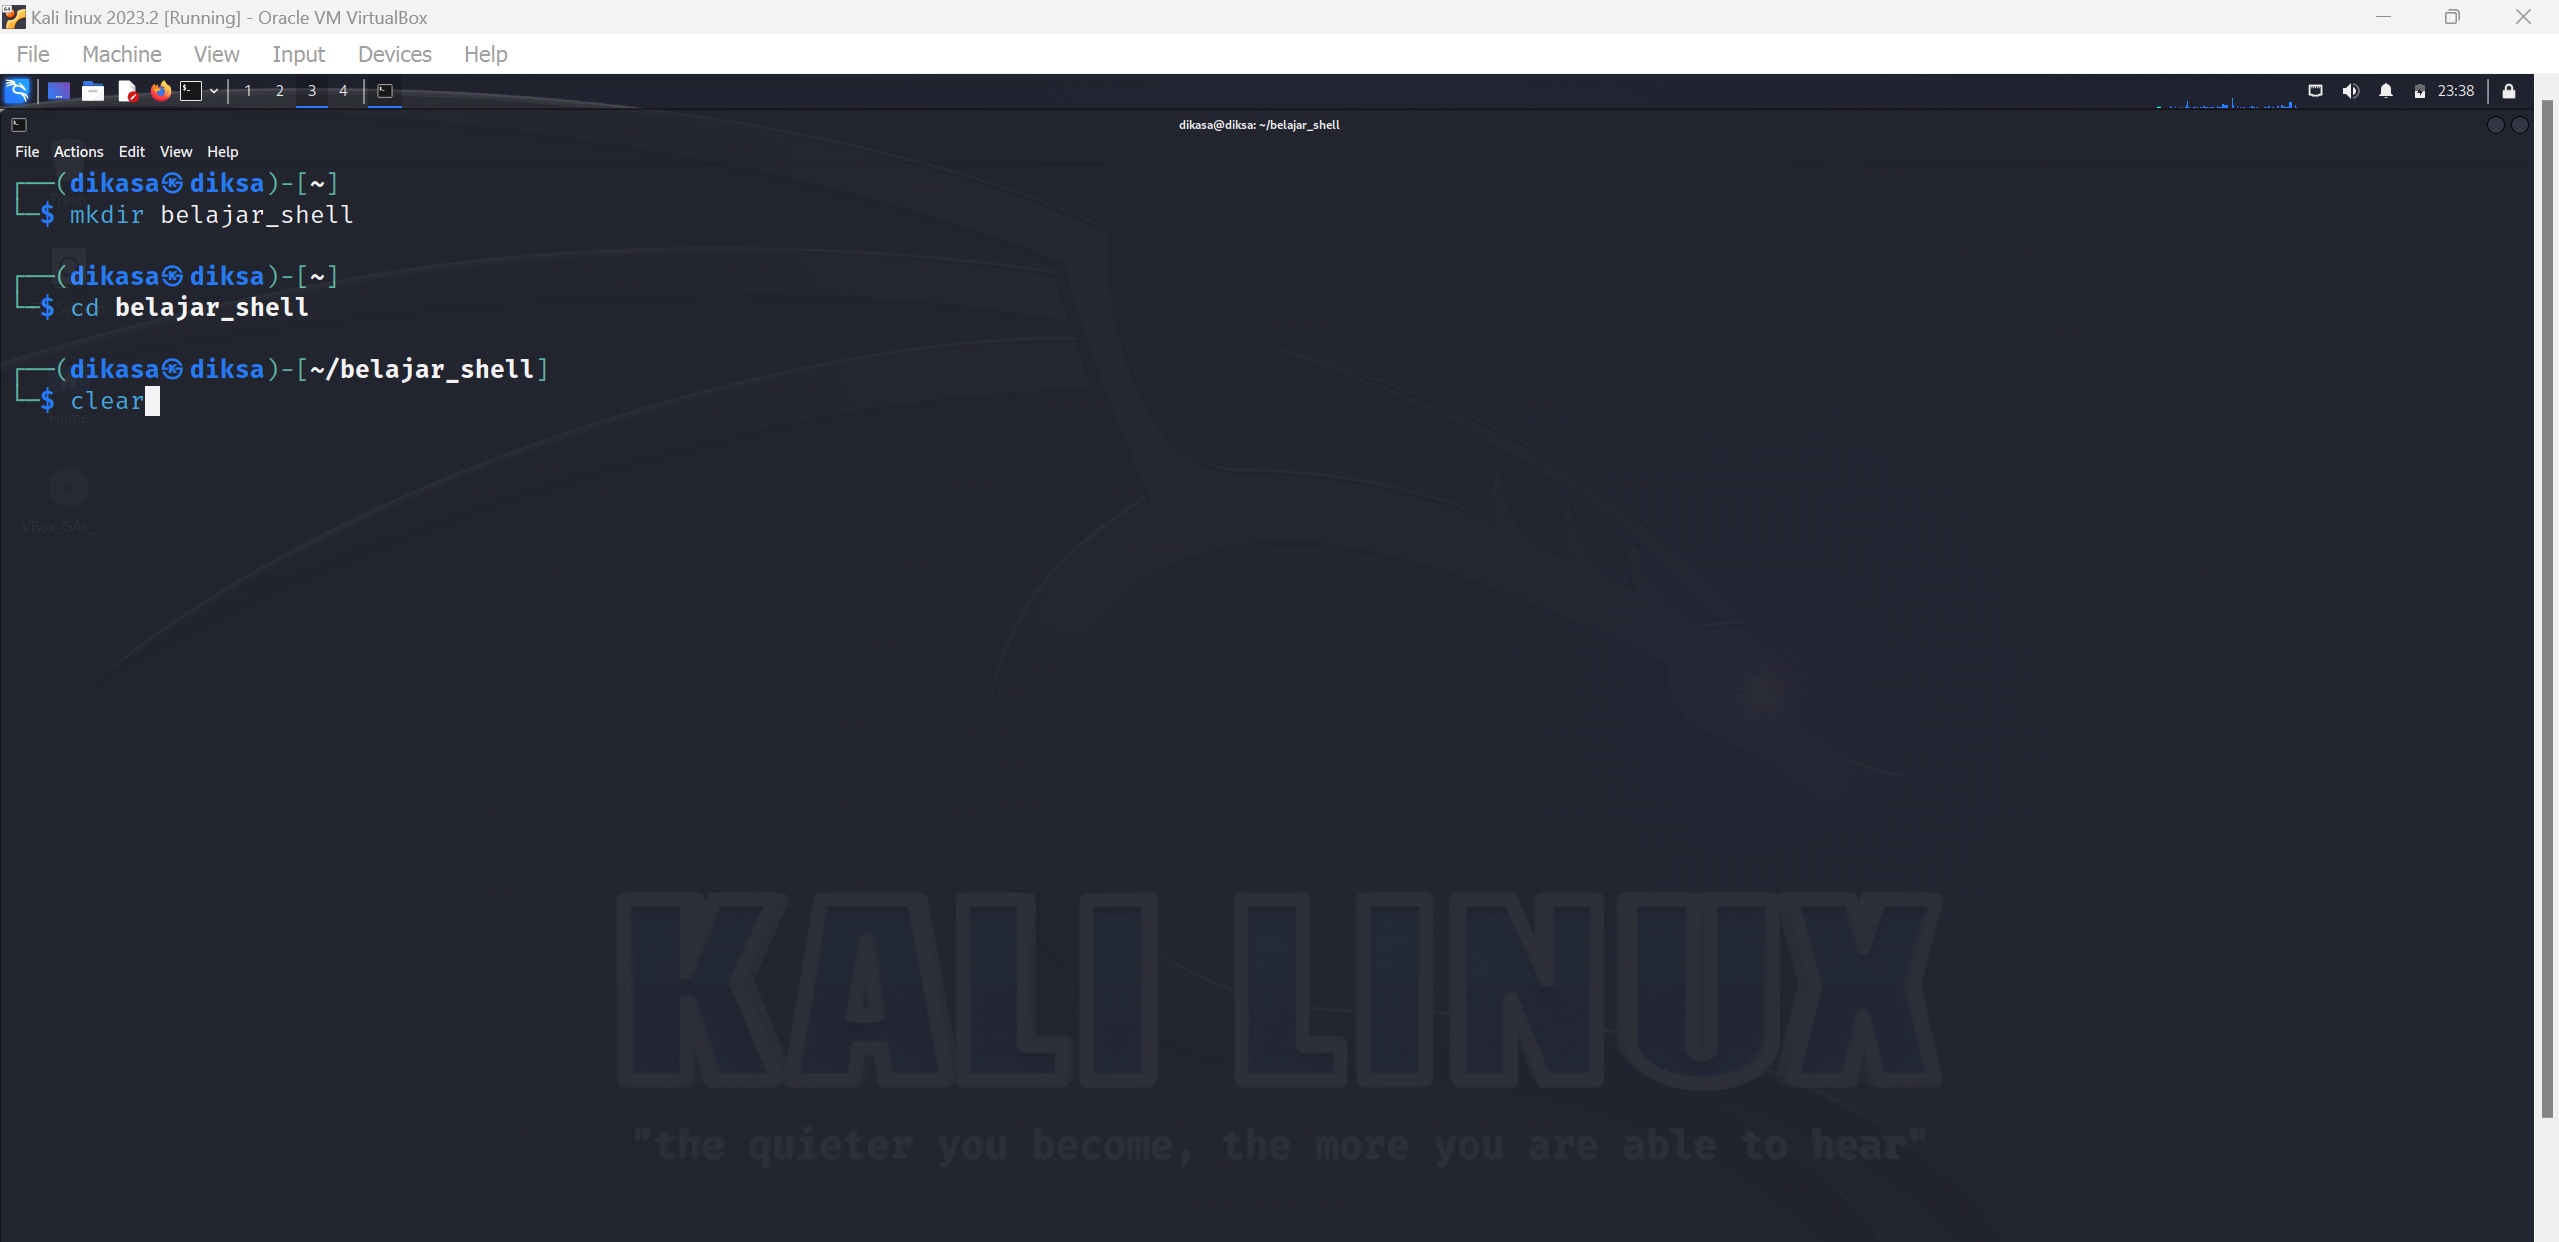 Kali linux 2023.2 [Running] - Oracle VM VirtualBox
File Machine View Input Devices Help
1 2 3 4 23:38
dikasa@diksa: ~/belajar_shell
File Actions Edit View Help
(dikasa㉿diksa)-[~]
$ mkdir belajar_shell
(dikasa㉿diksa)-[~]
$ cd belajar_shell
(dikasa㉿diksa)-[~/belajar_shell]
$ clear
Home
VBox_GAs_...
KALI LINUX
"the quieter you become, the more you are able to hear"